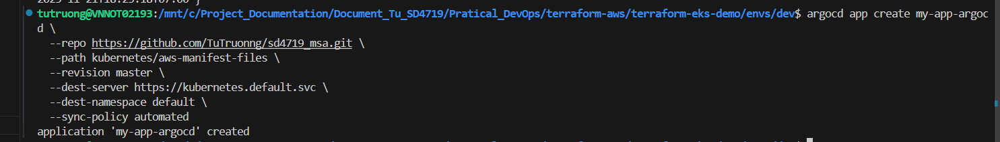 tutruong@VNNOT02193:/mnt/c/Project_Documentation/Document_Tu_SD4719/Pratical_DevOps/terraform-aws/terraform-eks-demo/envs/dev$ argocd app create my-app-argoc
d \
--repo https://github.com/TuTruonng/sd4719_msa.git \
--path kubernetes/aws-manifest-files \
--revision master \
--dest-server https://kubernetes.default.svc \
--dest-namespace default \
--sync-policy automated
application 'my-app-argocd' created